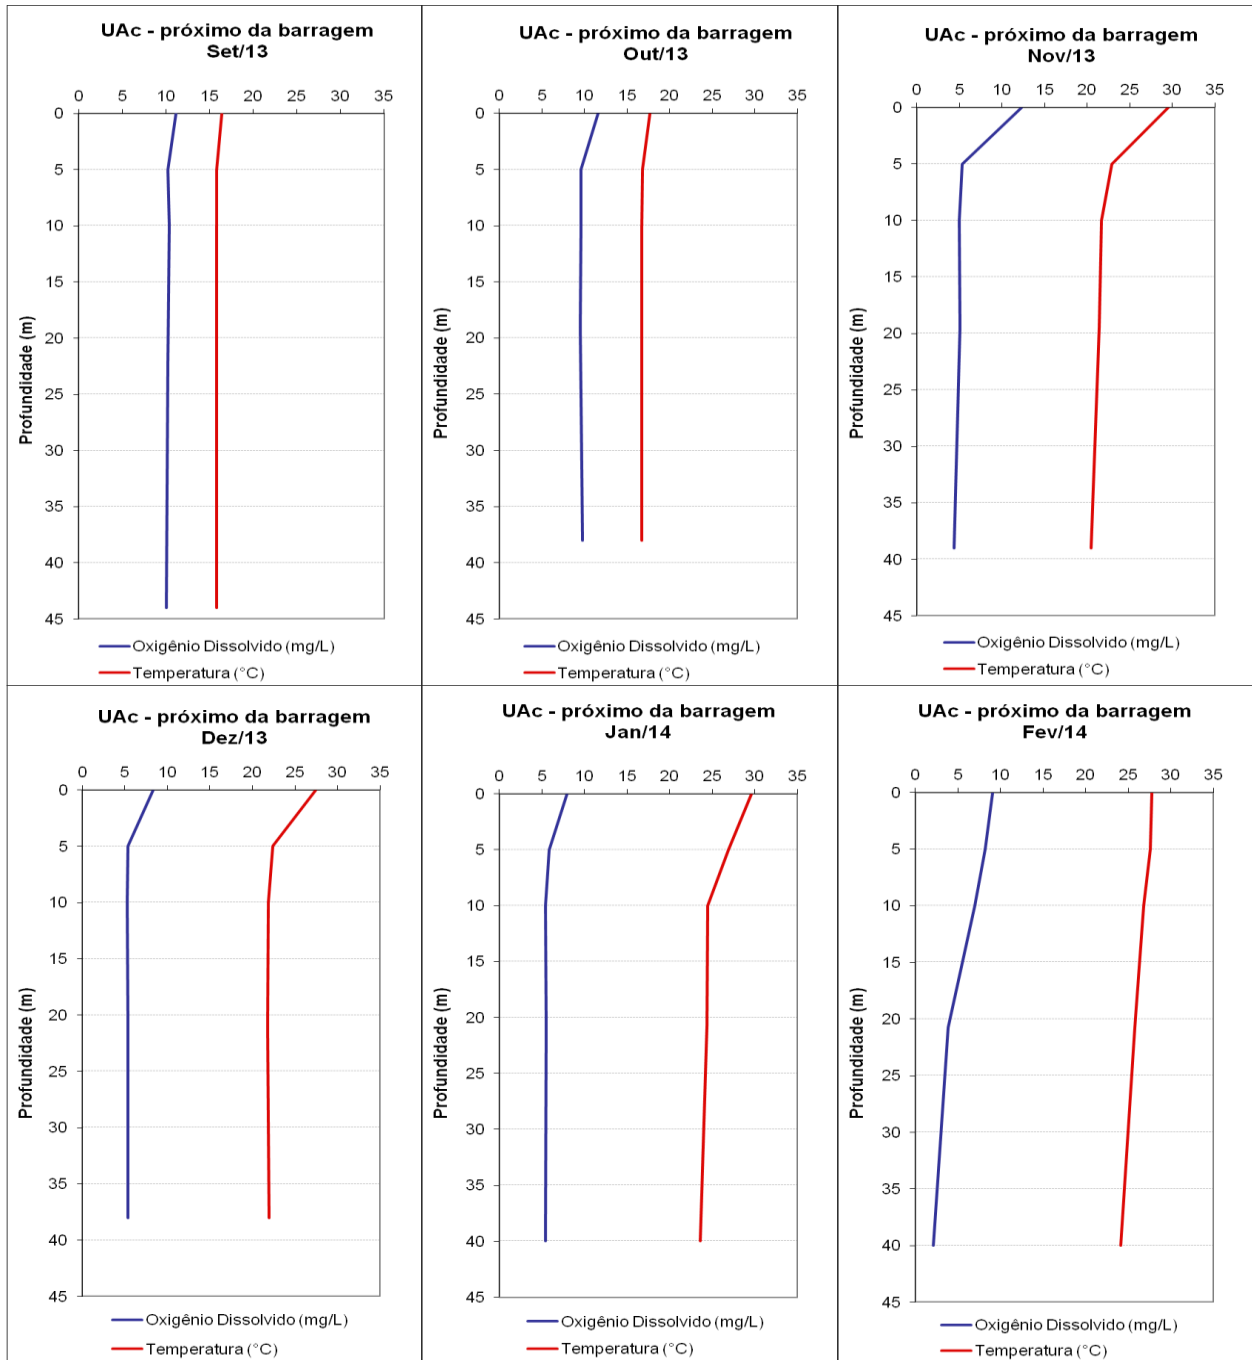 UAc - próximo da barragem
Set/13
0 5 10 15 20 25 30 35
0
5
10
15
20
25
30
35
40
45
Profundidade (m)
Oxigênio Dissolvido (mg/L)
Temperatura (°C)
UAc - próximo da barragem
Out/13
0 5 10 15 20 25 30 35
0
5
10
15
20
25
30
35
40
45
Profundidade (m)
Oxigênio Dissolvido (mg/L)
Temperatura (°C)
UAc - próximo da barragem
Nov/13
0 5 10 15 20 25 30 35
0
5
10
15
20
25
30
35
40
45
Profundidade (m)
Oxigênio Dissolvido (mg/L)
Temperatura (°C)
UAc - próximo da barragem
Dez/13
0 5 10 15 20 25 30 35
0
5
10
15
20
25
30
35
40
45
Profundidade (m)
Oxigênio Dissolvido (mg/L)
Temperatura (°C)
UAc - próximo da barragem
Jan/14
0 5 10 15 20 25 30 35
0
5
10
15
20
25
30
35
40
45
Profundidade (m)
Oxigênio Dissolvido (mg/L)
Temperatura (°C)
UAc - próximo da barragem
Fev/14
0 5 10 15 20 25 30 35
0
5
10
15
20
25
30
35
40
45
Profundidade (m)
Oxigênio Dissolvido (mg/L)
Temperatura (°C)